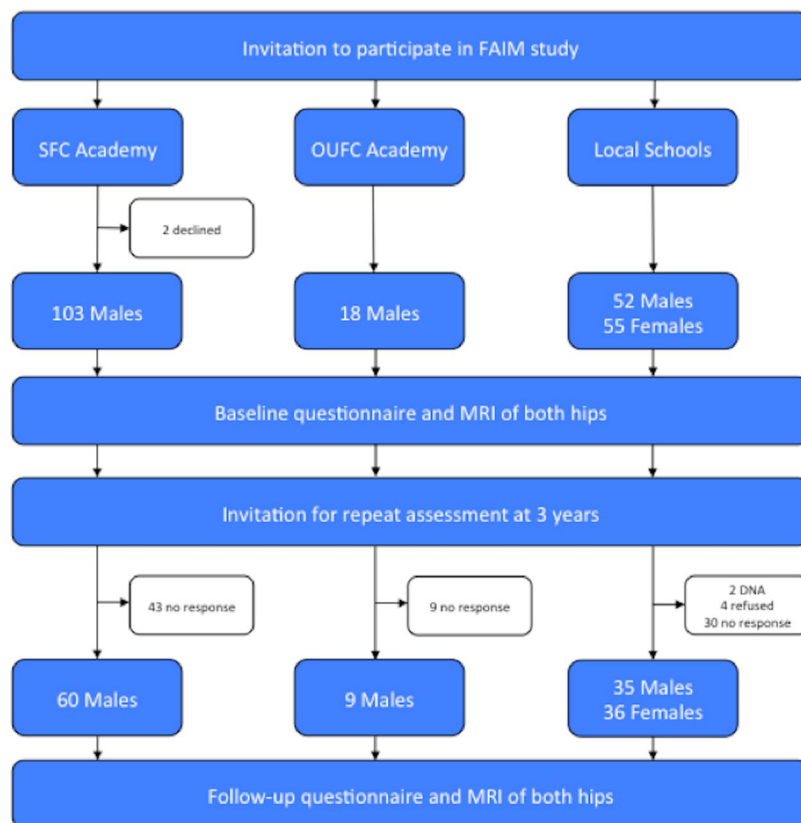 Invitation to participate in FAIM study
SFC Academy
OUFC Academy
Local Schools
2 declined
103 Males
18 Males
52 Males
55 Females
Baseline questionnaire and MRI of both hips
Invitation for repeat assessment at 3 years
43 no response
9 no response
2 DNA
4 refused
30 no response
60 Males
9 Males
35 Males
36 Females
Follow-up questionnaire and MRI of both hips